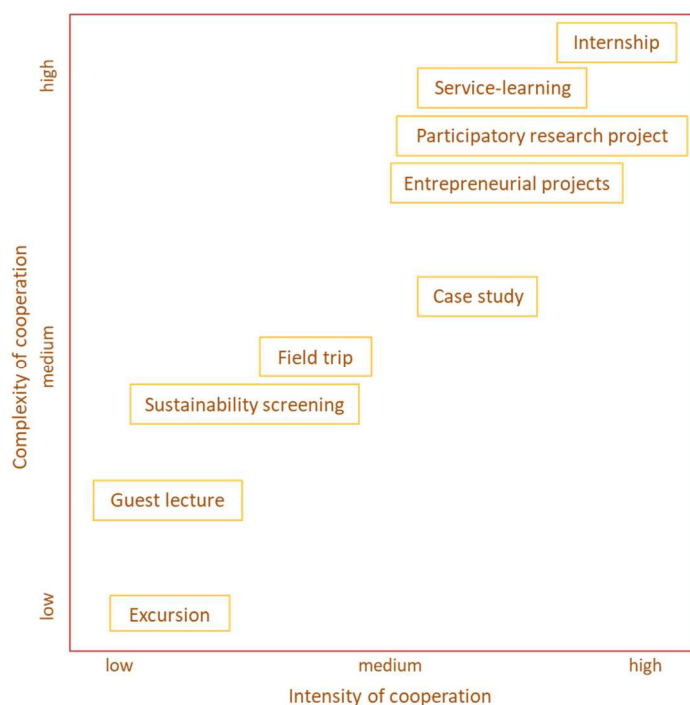 Internship
high
Service-learning
Participatory research project
Entrepreneurial projects
Complexity of cooperation
Case study
medium
Field trip
Sustainability screening
Guest lecture
low
Excursion
low medium high
Intensity of cooperation